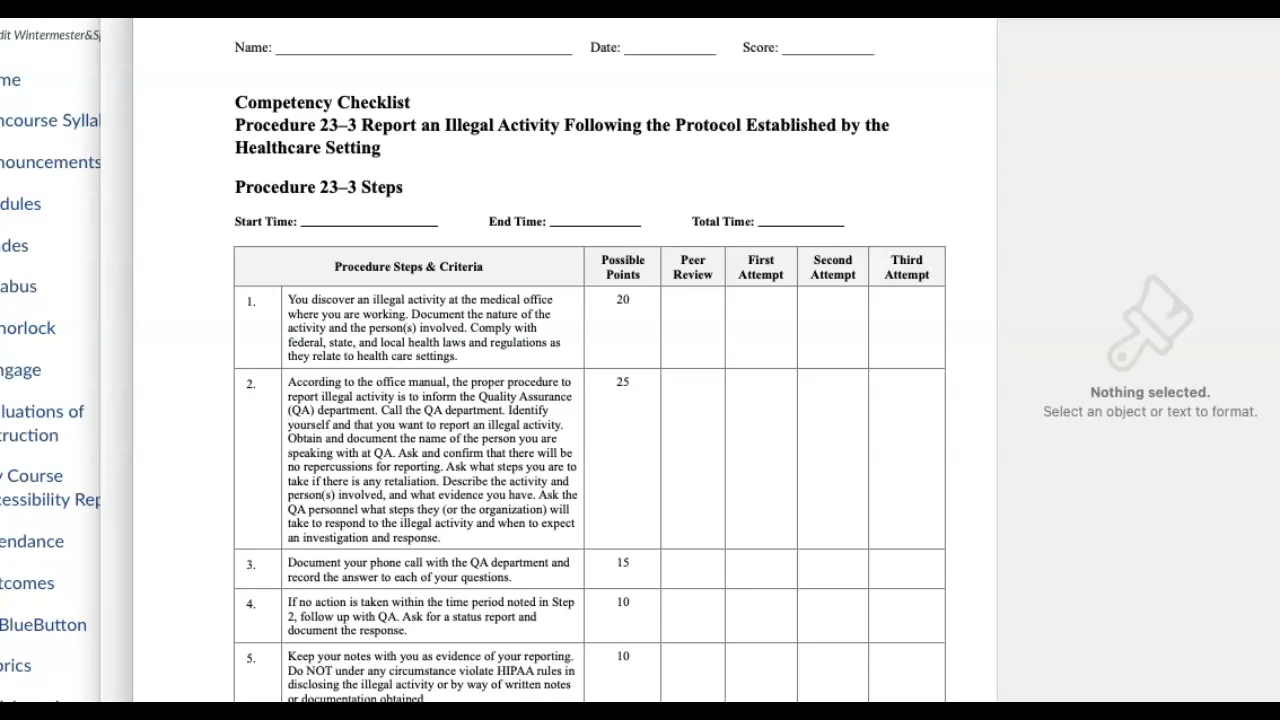 dit Wintermester&Sp
me
ncourse Syllal
nouncements
dules
des
abus
norlock
ngage
luations of
truction
y Course
cessibility Rep
endance
tcomes
BlueButton
brics
Name: ____________ Date: ____________ Score: ____________
Competency Checklist
Procedure 23–3 Report an Illegal Activity Following the Protocol Established by the
Healthcare Setting
Procedure 23–3 Steps
Start Time: ____________ End Time: ____________ Total Time: ____________
Procedure Steps & Criteria Possible Points Peer Review First Attempt Second Attempt Third Attempt
1. You discover an illegal activity at the medical office 20
where you are working. Document the nature of the
activity and the person(s) involved. Comply with
federal, state, and local health laws and regulations as
they relate to health care settings.
2. According to the office manual, the proper procedure to 25
report illegal activity is to inform the Quality Assurance
(QA) department. Call the QA department. Identify
yourself and that you want to report an illegal activity.
Obtain and document the name of the person you are
speaking with at QA. Ask and confirm that there will be
no repercussions for reporting. Ask what steps you are to
take if there is any retaliation. Describe the activity and
person(s) involved, and what evidence you have. Ask the
QA personnel what steps they (or the organization) will
take to respond to the illegal activity and when to expect
an investigation and response.
3. Document your phone call with the QA department and 15
record the answer to each of your questions.
4. If no action is taken within the time period noted in Step 10
2, follow up with QA. Ask for a status report and
document the response.
5. Keep your notes with you as evidence of your reporting. 10
Do NOT under any circumstance violate HIPAA rules in
disclosing the illegal activity or by way of written notes
or documentation obtained.
Nothing selected.
Select an object or text to format.